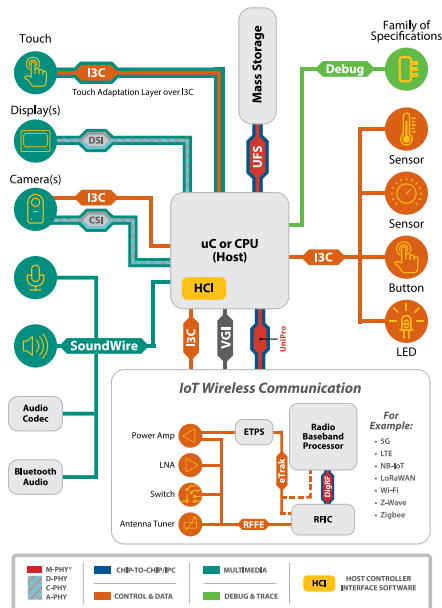 Touch
I3C
Touch Adaptation Layer over I3C
Mass Storage
Family of
Specifications
Debug
Display(s)
DSI
UFS
Sensor
Camera(s)
I3C
CSI
Sensor
uC or CPU
(Host)
HCI
I3C
Button
LED
SoundWire
I3C
VGI
UniPro
Audio
Codec
Bluetooth
Audio
IoT Wireless Communication
Power Amp
ETPS
Radio
Baseband
Processor
LNA
eTrak
Switch
DigRF
Antenna Tuner
RFFE
RFIC
For
Example:
• 5G
• LTE
• NB-IoT
• LoRaWAN
• Wi-Fi
• Z-Wave
• Zigbee
M-PHY®
D-PHY
C-PHY
A-PHY
CHIP-TO-CHIP/IPC
CONTROL & DATA
MULTIMEDIA
DEBUG & TRACE
HCI
HOST CONTROLLER
INTERFACE SOFTWARE